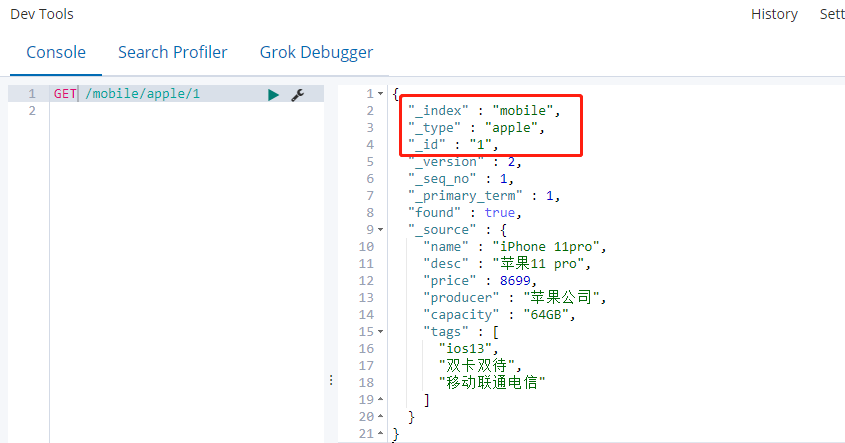 Dev Tools
History
Sett
Console
Search Profiler
Grok Debugger
1 GET /mobile/apple/1
2
1 {
2 "_index" : "mobile",
3 "_type" : "apple",
4 "_id" : "1",
5 "_version" : 2,
6 "_seq_no" : 1,
7 "_primary_term" : 1,
8 "found" : true,
9 "_source" : {
10 "name" : "iPhone 11pro",
11 "desc" : "苹果11 pro",
12 "price" : 8699,
13 "producer" : "苹果公司",
14 "capacity" : "64GB",
15 "tags" : [
16 "ios13",
17 "双卡双待",
18 "移动联通电信"
19 ]
20 }
21 }